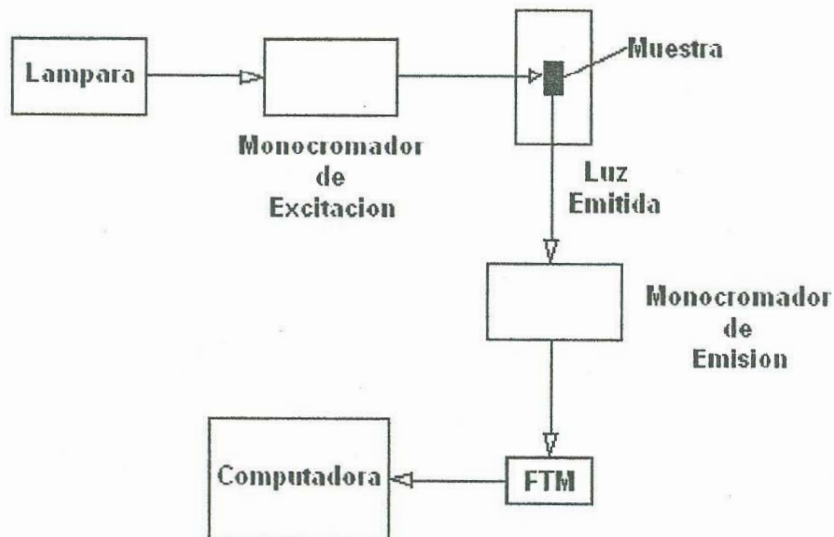 Lampara
Monocromador
de
Excitacion
Muestra
Luz
Emitida
Monocromador
de
Emision
FTM
Computadora